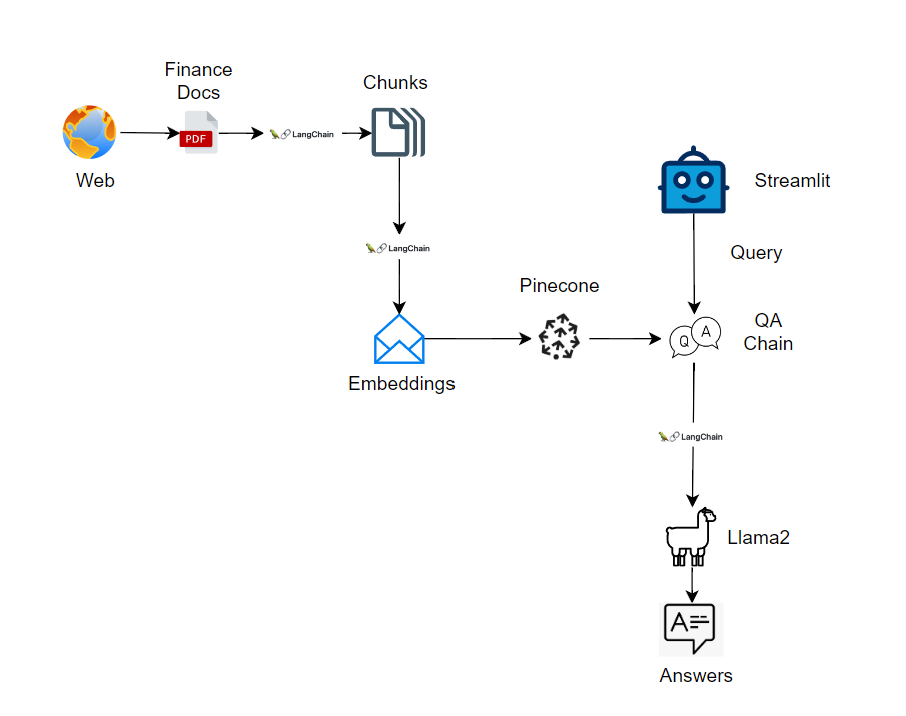 Finance
Docs
Chunks
PDF
LangChain
Web
Streamlit
LangChain
Query
Pinecone
QA
Chain
Q
A
Embeddings
LangChain
Llama2
A
Answers